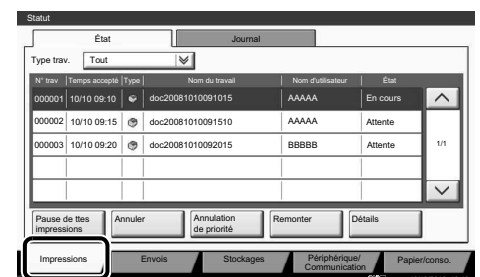 Statut
État Journal
Type trav. Tout
N° trav Temps accepté Type Nom du travail Nom d'utilisateur État
000001 10/10 09:10 doc20081010091015 AAAAA En cours
000002 10/10 09:15 doc20081010091510 AAAAA Attente
000003 10/10 09:20 doc20081010092015 BBBBB Attente
1/1
Pause de ttes
impressions
Annuler
Annulation
de priorité
Remonter
Détails
Impressions Envois Stockages Périphérique/
Communication
Papier/conso.